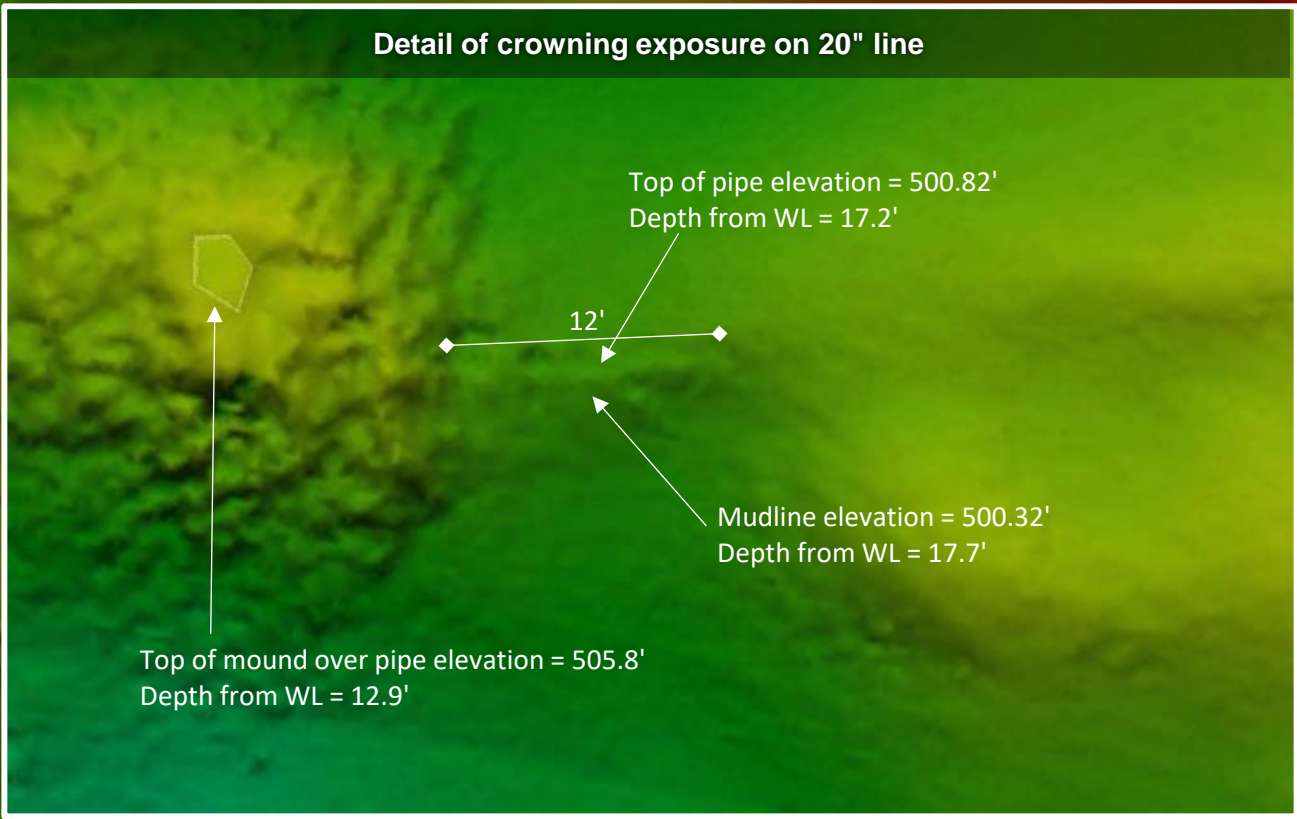 Detail of crowning exposure on 20" line
Top of pipe elevation = 500.82'
Depth from WL = 17.2'
12'
Mudline elevation = 500.32'
Depth from WL = 17.7'
Top of mound over pipe elevation = 505.8'
Depth from WL = 12.9'